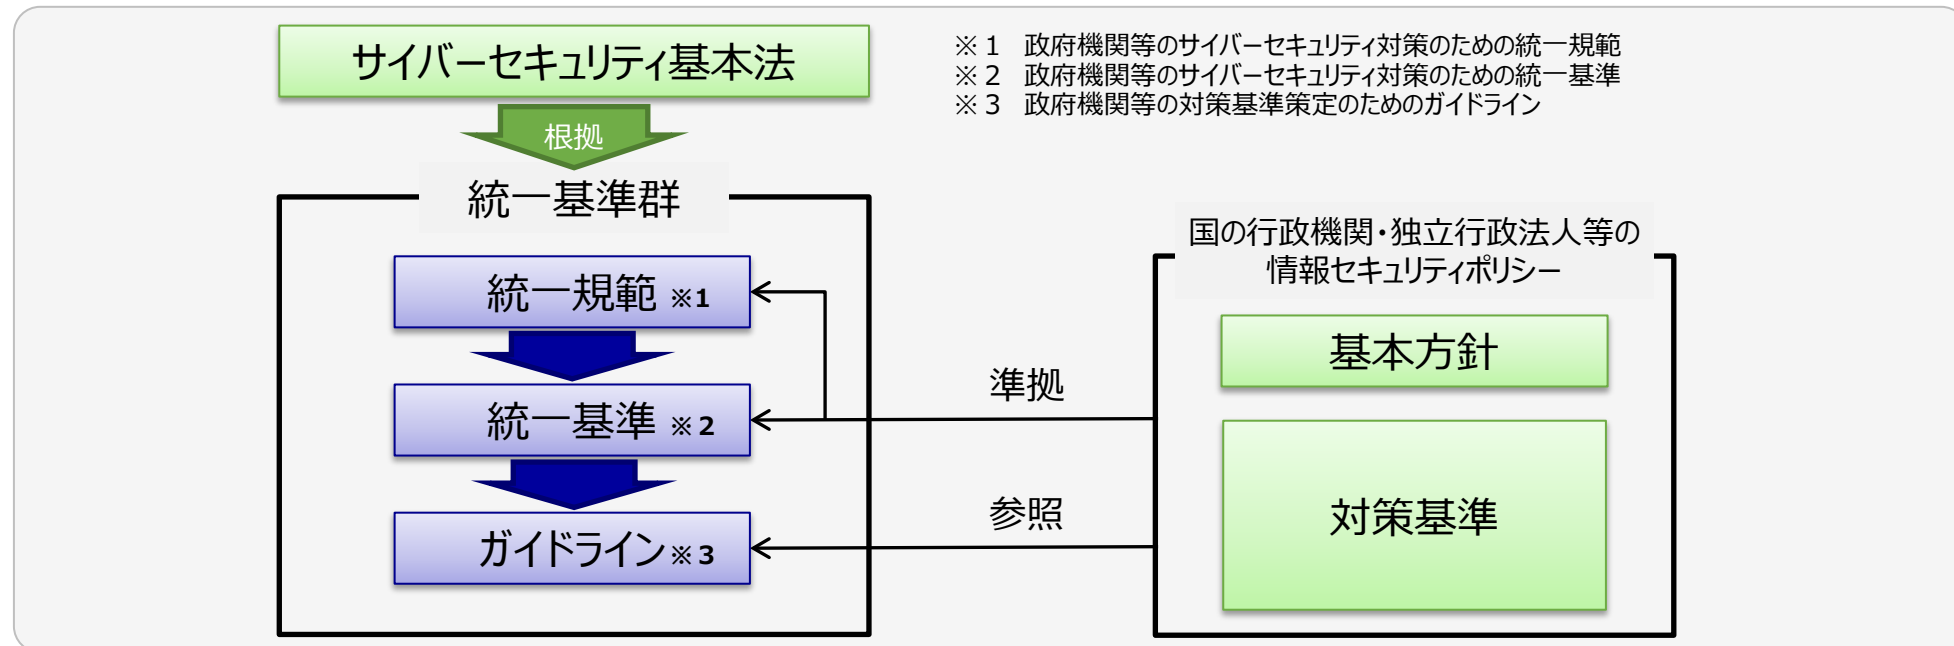 サイバーセキュリティ基本法
※１　政府機関等のサイバーセキュリティ対策のための統一規範
※２　政府機関等のサイバーセキュリティ対策のための統一基準
※３　政府機関等の対策基準策定のためのガイドライン
根拠
統一基準群
統一規範 ※1
統一基準 ※２
ガイドライン※３
準拠
参照
国の行政機関・独立行政法人等の
情報セキュリティポリシー
基本方針
対策基準